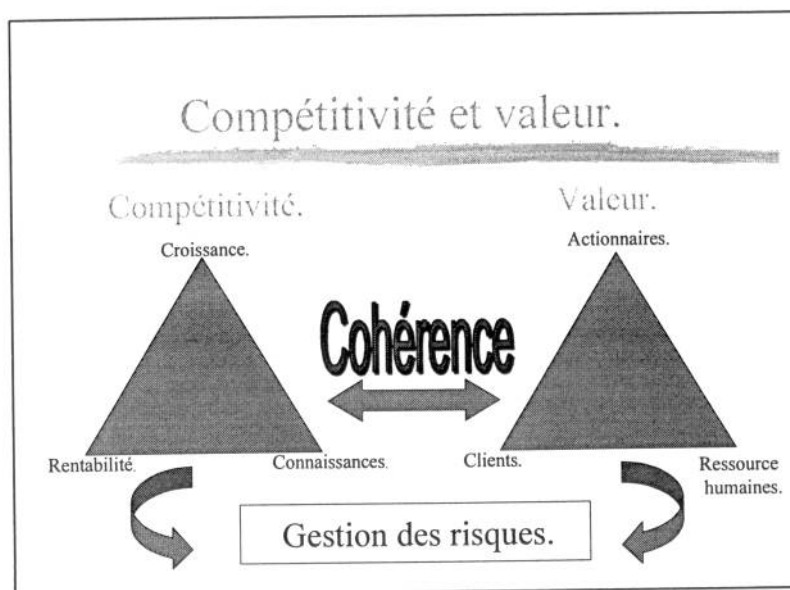 Compétitivité et valeur.
Compétitivité.
Valeur.
Croissance.
Actionnaires.
Cohérence
Rentabilité.
Connaissances.
Clients.
Ressource
humaines.
Gestion des risques.